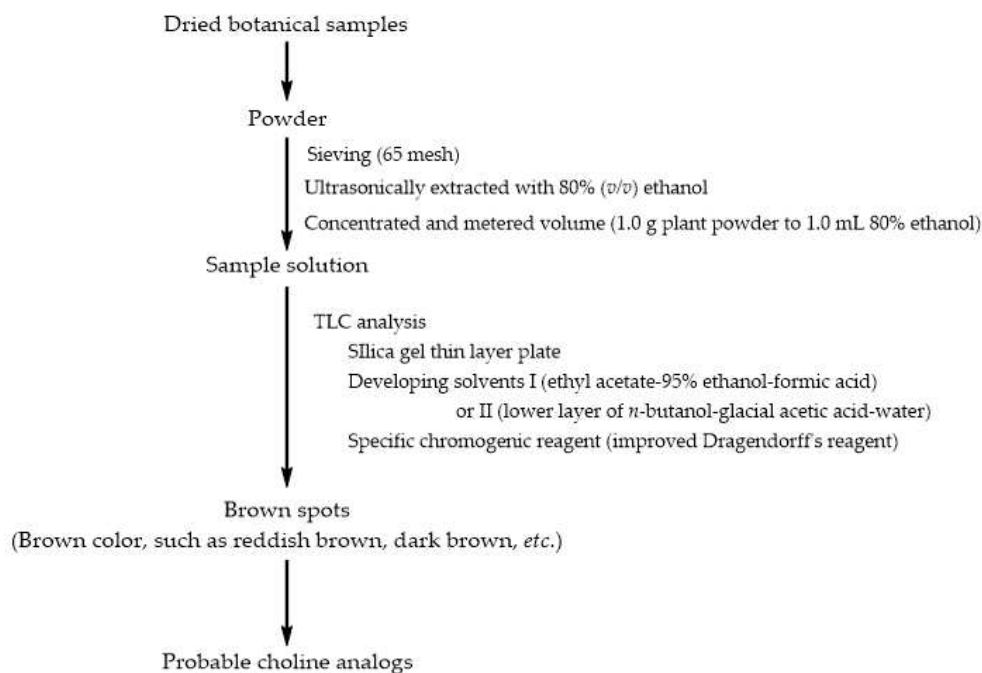 Dried botanical samples
Powder
Sieving (65 mesh)
Ultrasonically extracted with 80% (v/v) ethanol
Concentrated and metered volume (1.0 g plant powder to 1.0 mL 80% ethanol)
Sample solution
TLC analysis
SIlica gel thin layer plate
Developing solvents I (ethyl acetate-95% ethanol-formic acid)
or II (lower layer of n-butanol-glacial acetic acid-water)
Specific chromogenic reagent (improved Dragendorff's reagent)
Brown spots
(Brown color, such as reddish brown, dark brown, etc.)
Probable choline analogs